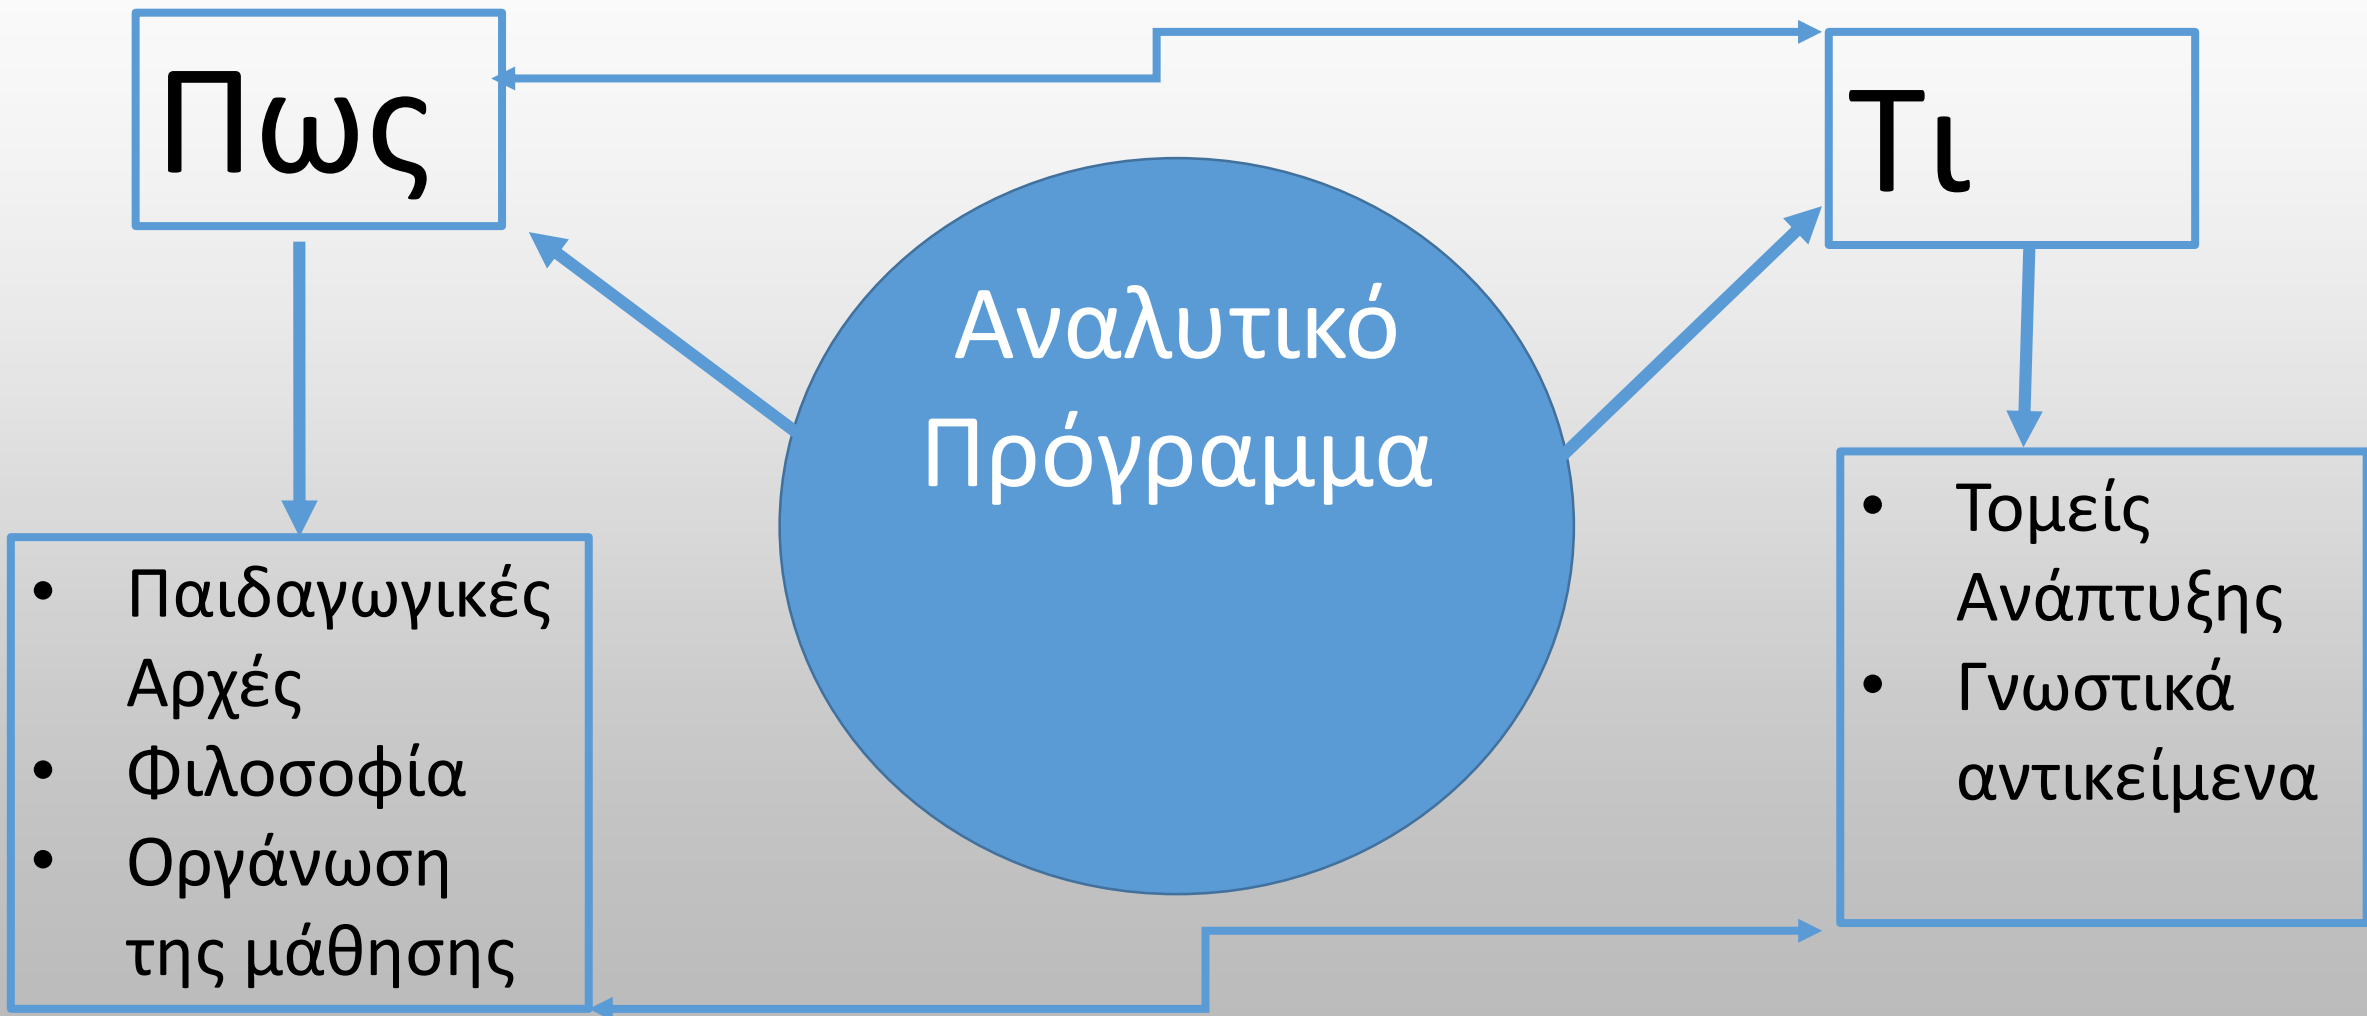 Πως
Τι
Αναλυτικό
Πρόγραμμα
• Παιδαγωγικές
Αρχές
• Φιλοσοφία
• Οργάνωση
της μάθησης
• Τομείς
Ανάπτυξης
• Γνωστικά
αντικείμενα